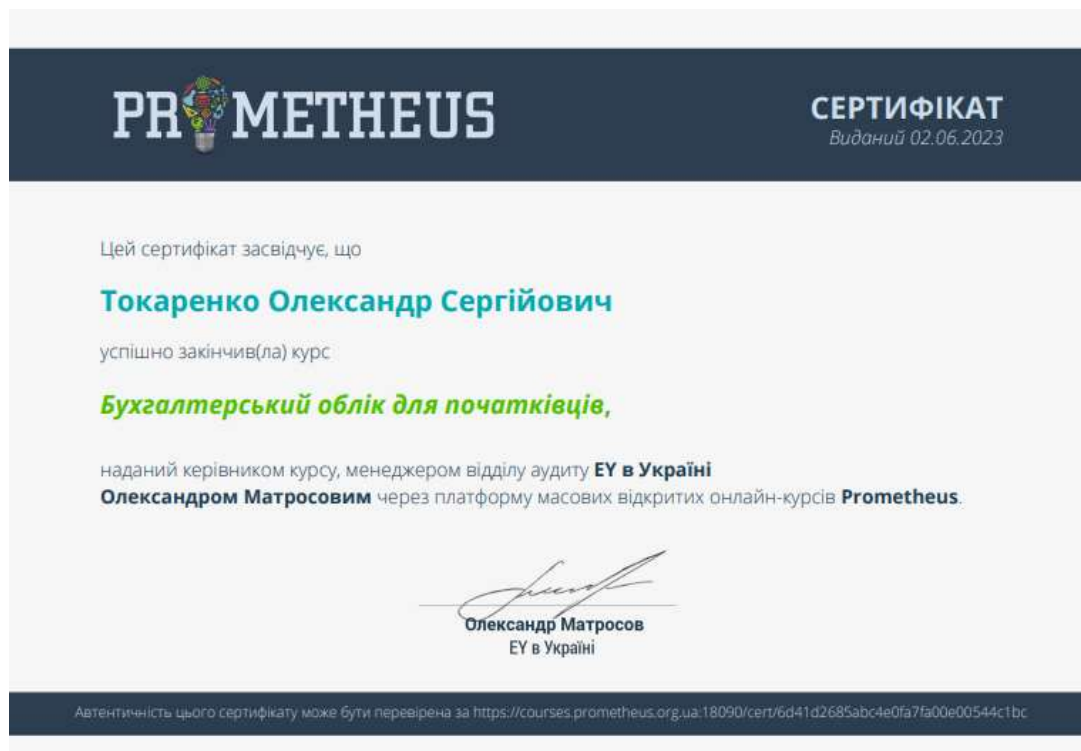 PROMETHEUS
СЕРТИФІКАТ
Виданий 02.06.2023
Цей сертифікат засвідчує, що
Токаренко Олександр Сергійович
успішно закінчив(ла) курс
Бухгалтерський облік для початківців,
наданий керівником курсу, менеджером відділу аудиту EY в Україні
Олександром Матросовим через платформу масових відкритих онлайн-курсів Prometheus.
Олександр Матросов
EY в Україні
Автентичність цього сертифікату може бути перевірена за https://courses.prometheus.org.ua:18090/cert/6d41d2685abc4e0fa7fa00e00544c1bc